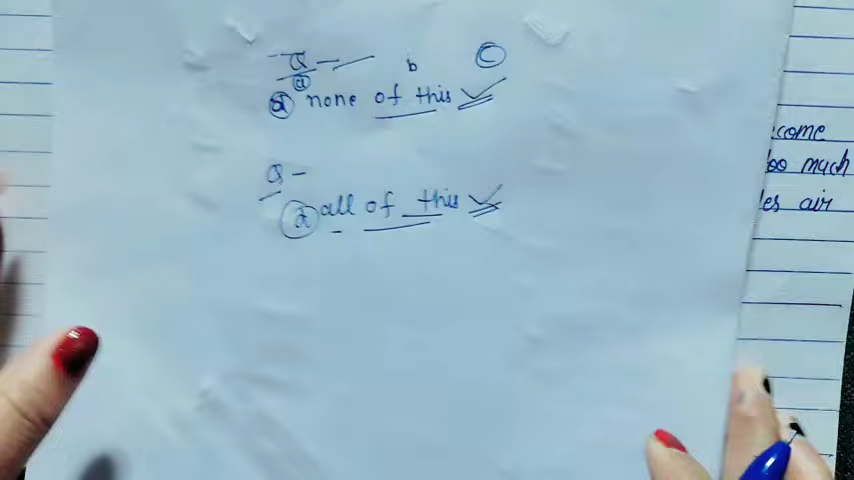 Q -
a b c
d none of this
Q -
d all of this
come
oo much
es air